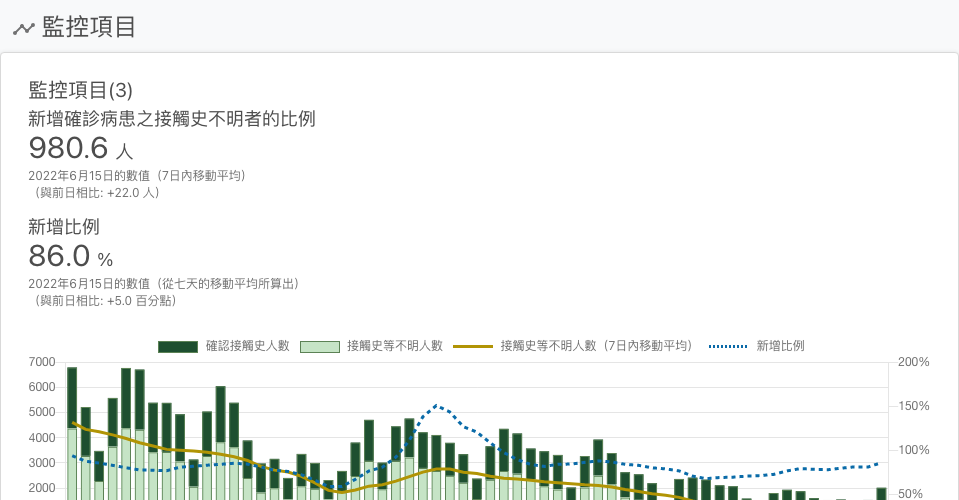 監控項目
監控項目(3)
新增確診病患之接觸史不明者的比例
980.6 人
2022年6月15日的數值（7日內移動平均）
（與前日相比: +22.0 人）
新增比例
86.0 %
2022年6月15日的數值（從七天的移動平均所算出）
（與前日相比: +5.0 百分點）
確認接觸史人數 接觸史等不明人數 接觸史等不明人數（7日內移動平均） 新增比例
7000 200%
6000
5000 150%
4000
3000 100%
2000 50%